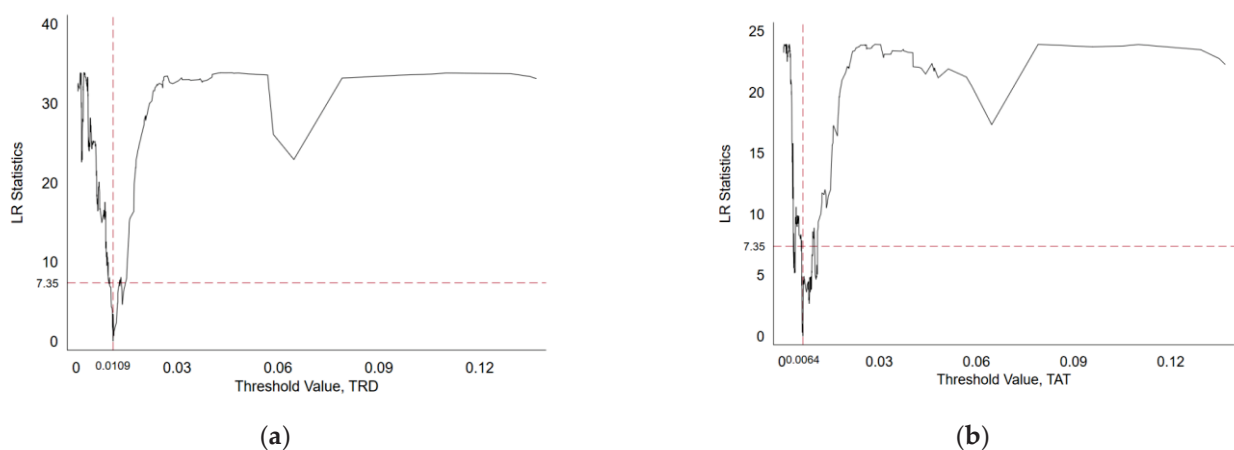 40
30
20
10
7.35
0
LR Statistics
0 0.0109 0.03 0.06 0.09 0.12
Threshold Value, TRD
(a)
25
20
15
10
7.35
5
0
LR Statistics
0 0.0064 0.03 0.06 0.09 0.12
Threshold Value, TAT
(b)